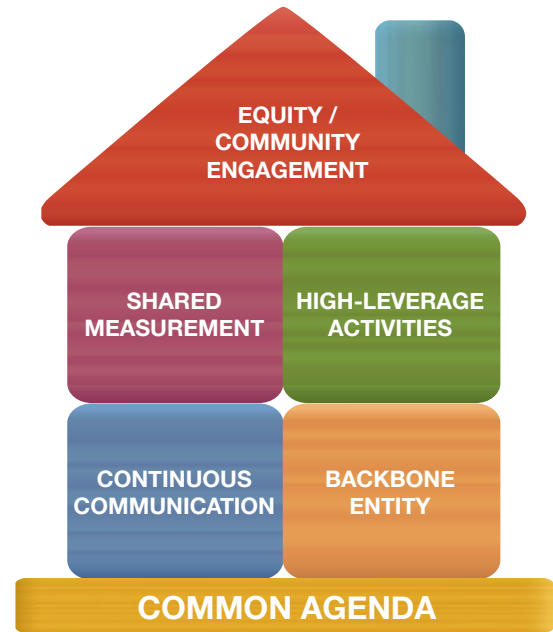 EQUITY /
COMMUNITY
ENGAGEMENT
SHARED
MEASUREMENT
HIGH-LEVERAGE
ACTIVITIES
CONTINUOUS
COMMUNICATION
BACKBONE
ENTITY
COMMON AGENDA